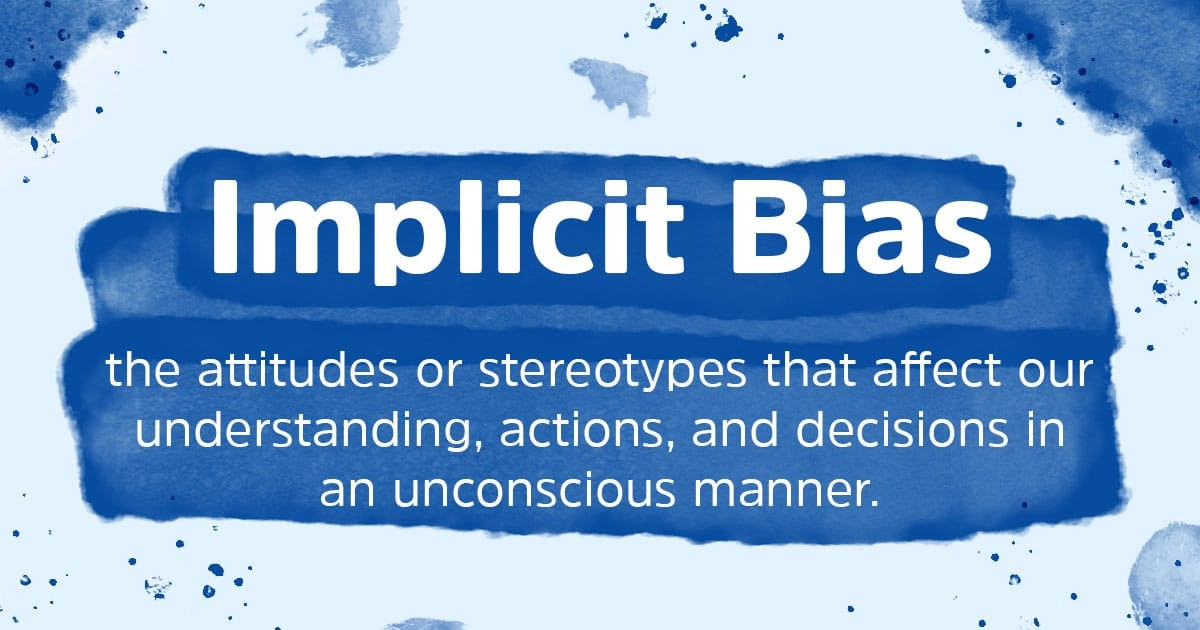 Implicit Bias
the attitudes or stereotypes that affect our
understanding, actions, and decisions in
an unconscious manner.